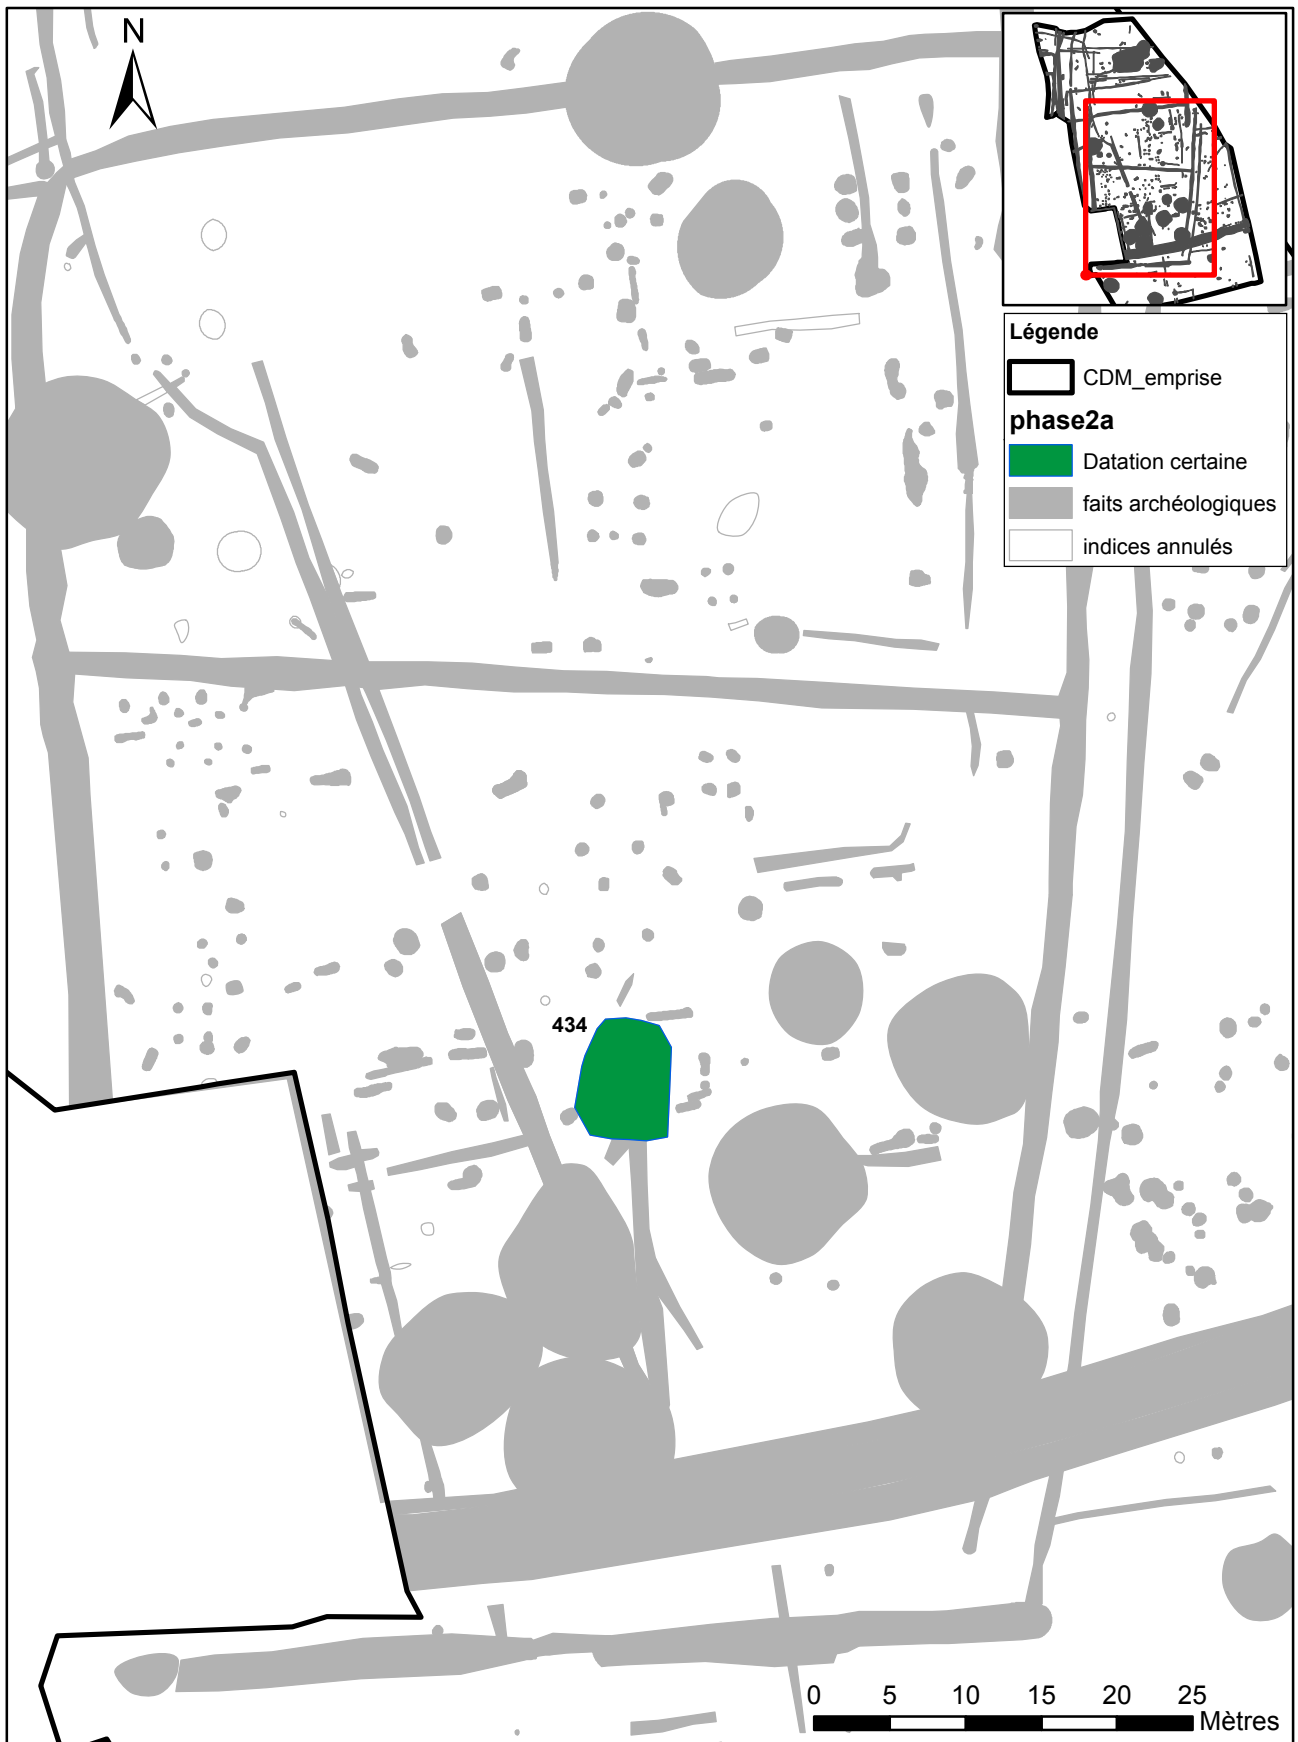 N
Légende
CDM_emprise
phase2a
Datation certaine
faits archéologiques
indices annulés
434
0 5 10 15 20 25
Mètres